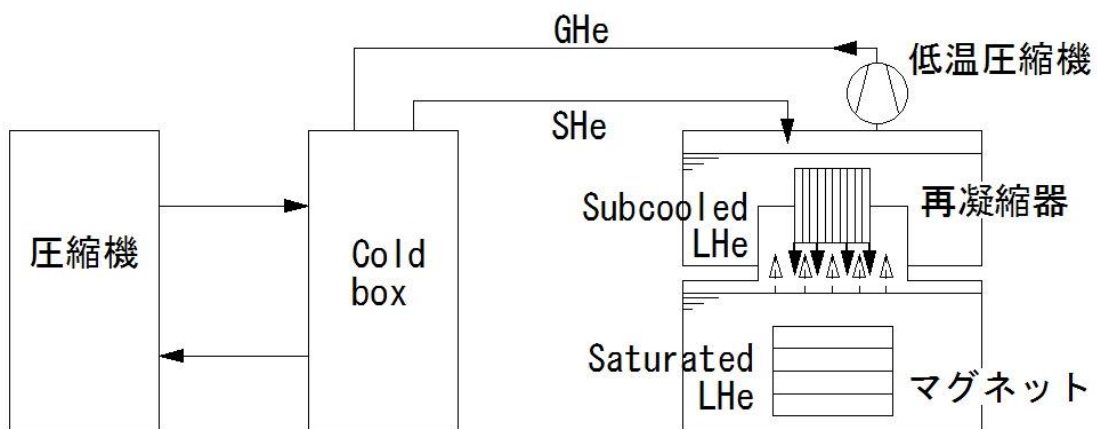 GHe
低温圧縮機
SHe
圧縮機
Cold
box
Subcooled
LHe
再凝縮器
Saturated
LHe
マグネット